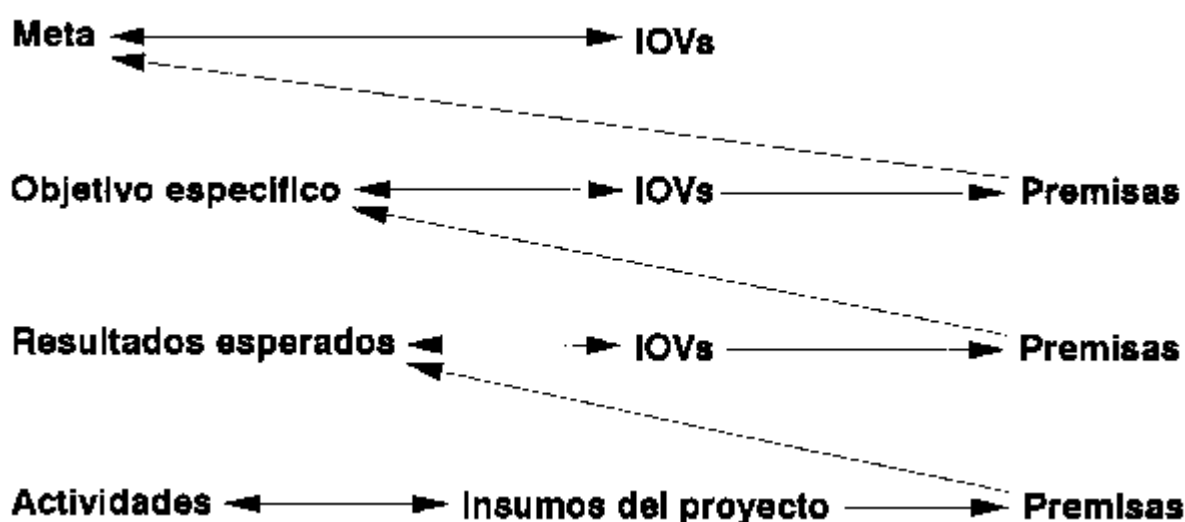 Meta IOVs
Objetivo especifico IOVs Premisas
Resultados esperados IOVs Premisas
Actividades Insumos del proyecto Premisas